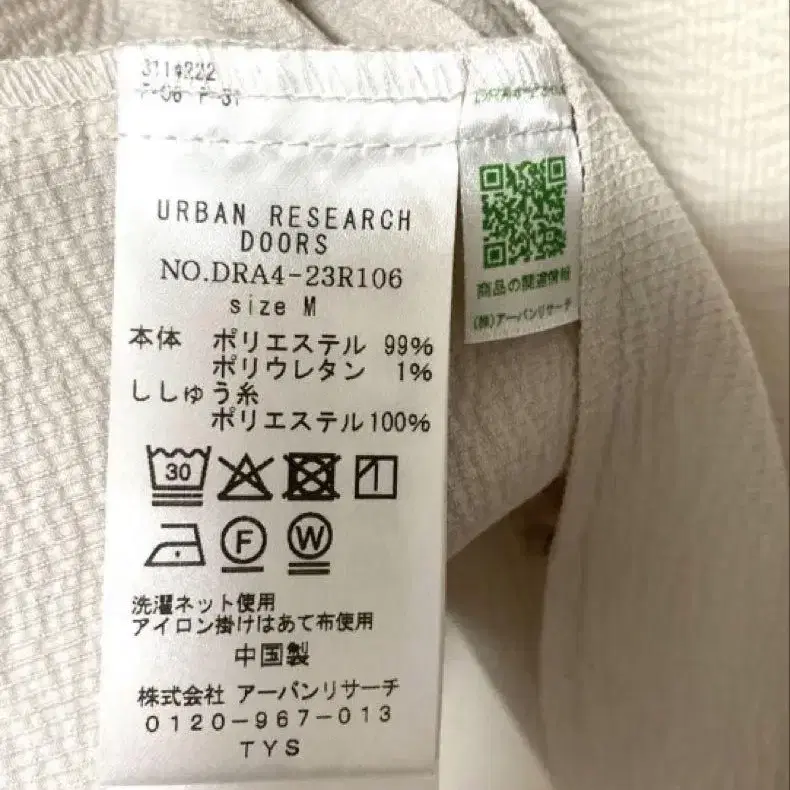 URBAN RESEARCH
DOORS
NO.DRA4-23R106
size M
本体 ポリエステル 99%
ポリウレタン 1%
ししゅう糸
ポリエステル100%
30
F
W
洗濯ネット使用
アイロン掛けはあて布使用
中国製
株式会社 アーバンリサーチ
0120-967-013
TYS
商品の関連情報
(株)アーバンリサーチ